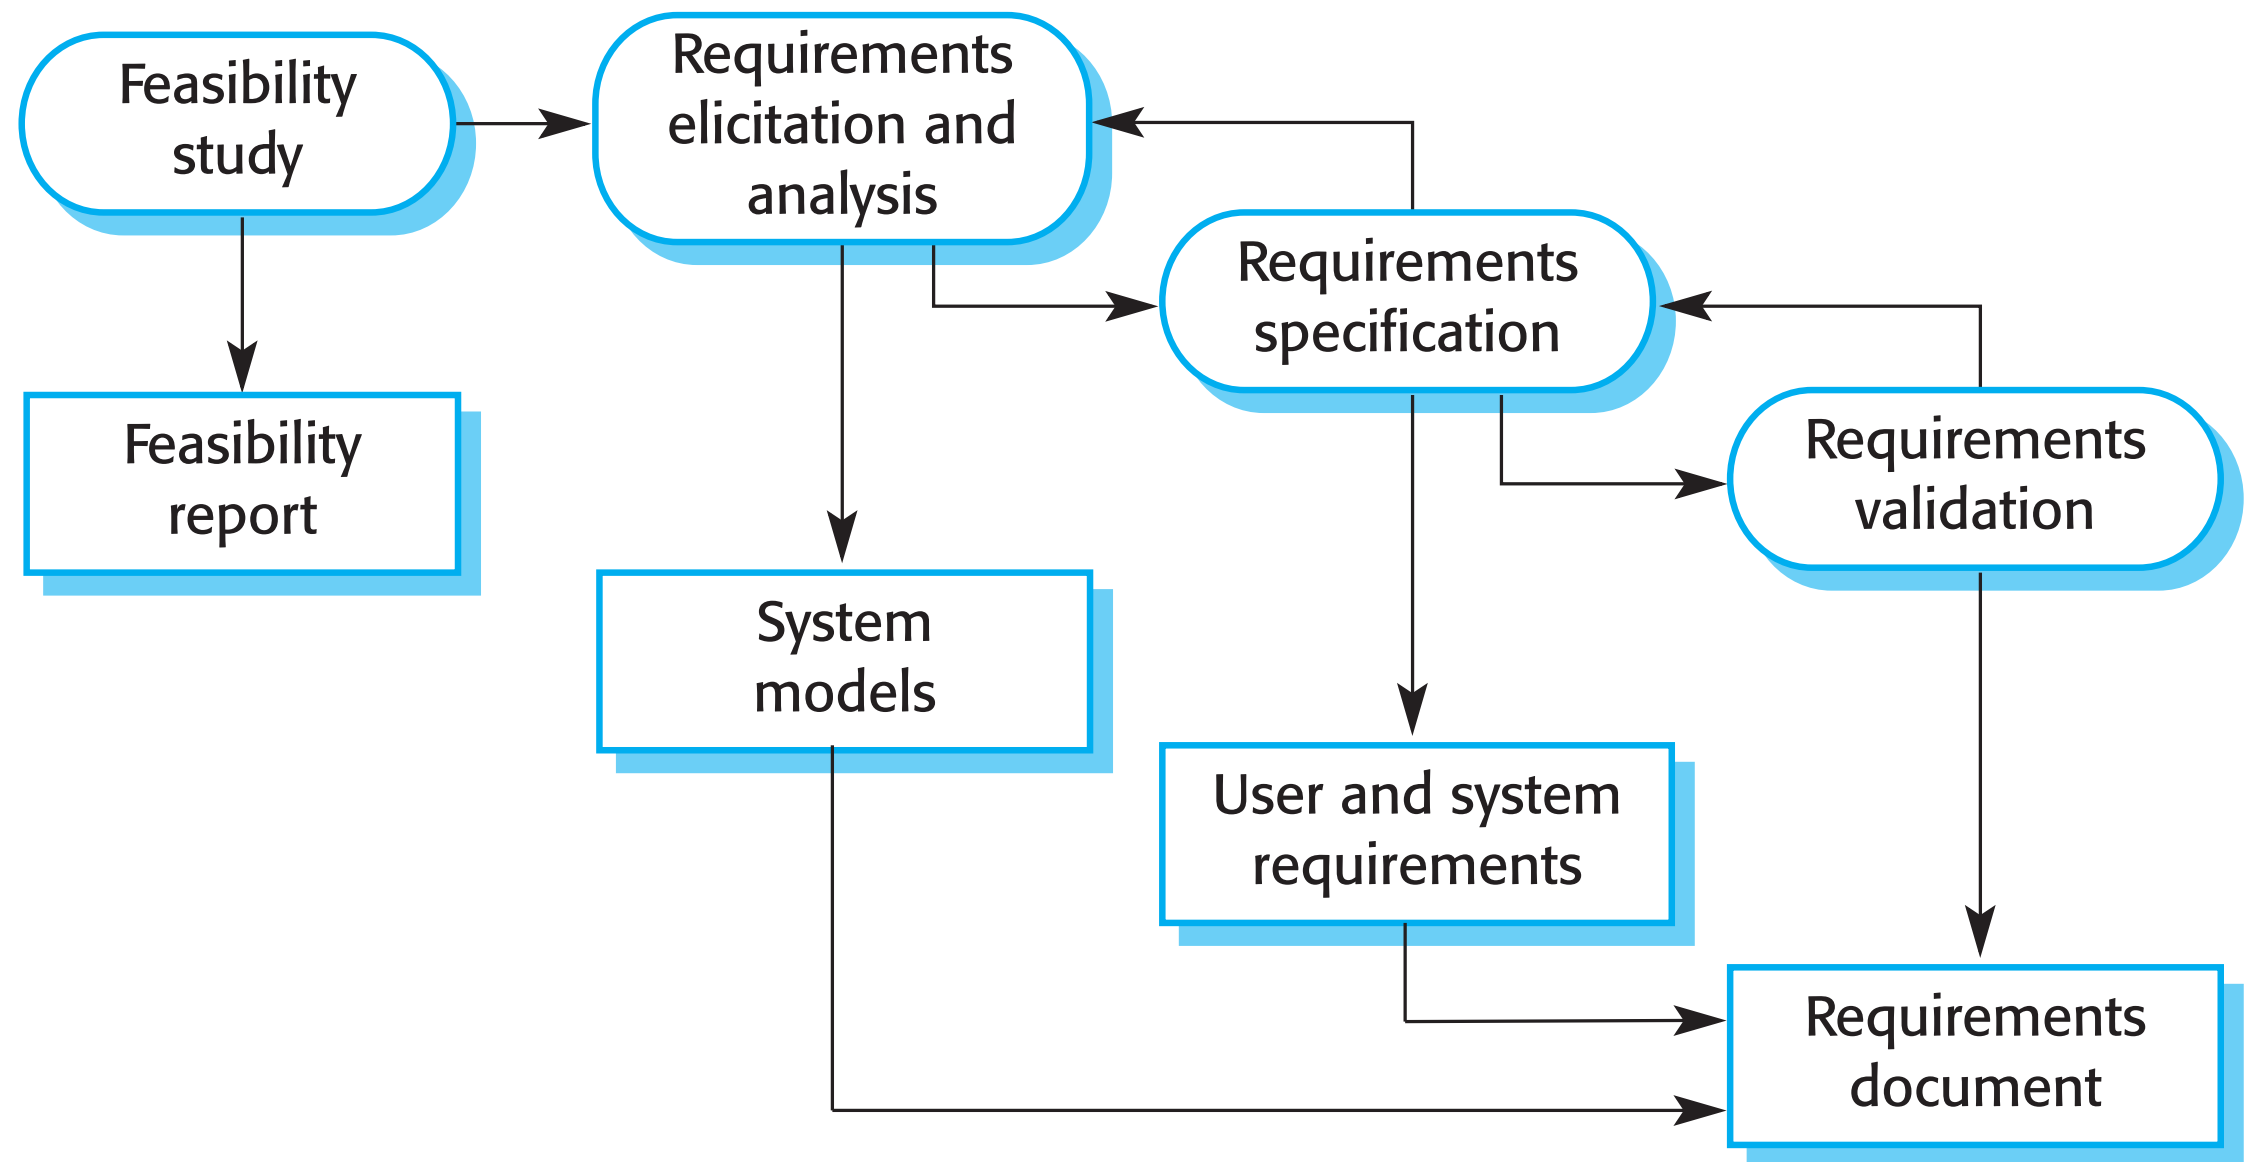 Feasibility
study
Requirements
elicitation and
analysis
Requirements
specification
Requirements
validation
Feasibility
report
System
models
User and system
requirements
Requirements
document